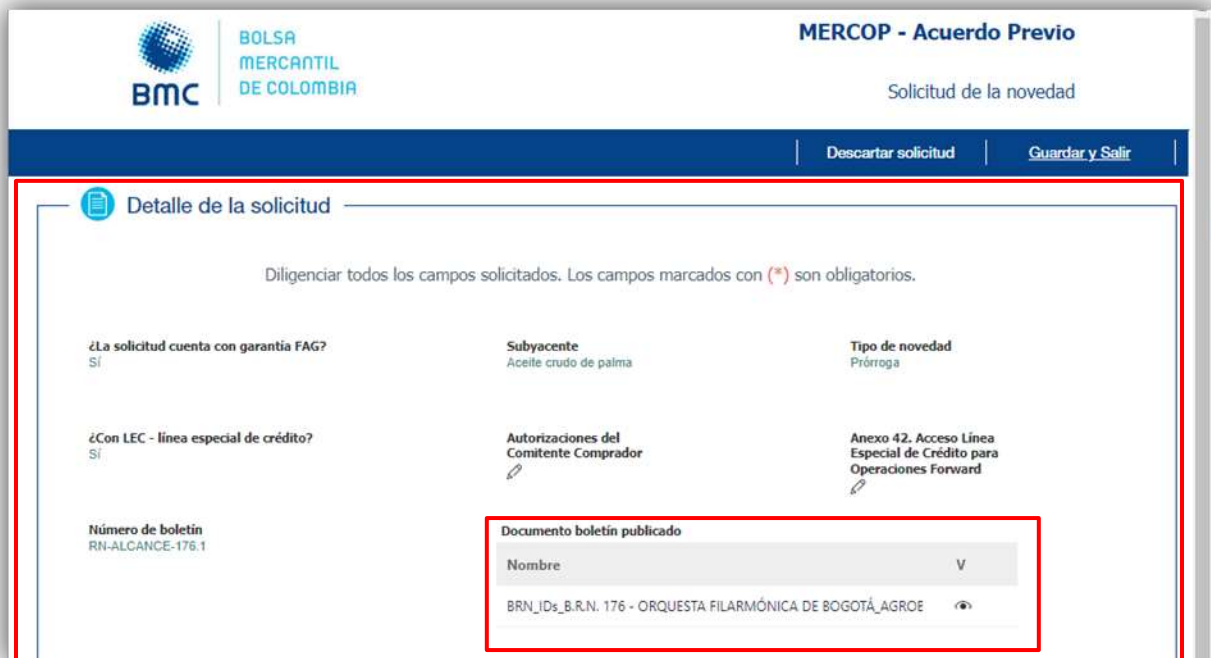 BMC
BOLSA
MERCANTIL
DE COLOMBIA
MERCOP - Acuerdo Previo
Solicitud de la novedad
Descartar solicitud
Guardar y Salir
Detalle de la solicitud
Diligenciar todos los campos solicitados. Los campos marcados con (*) son obligatorios.
¿La solicitud cuenta con garantía FAG?
Sí
Subyacente
Aceite crudo de palma
Tipo de novedad
Prórroga
¿Con LEC - línea especial de crédito?
Sí
Autorizaciones del
Comitente Comprador
Anexo 42. Acceso Línea
Especial de Crédito para
Operaciones Forward
Número de boletín
RN-ALCANCE-176.1
Documento boletín publicado
Nombre
V
BRN_IDs_B.R.N. 176 - ORQUESTA FILARMÓNICA DE BOGOTÁ_AGROE